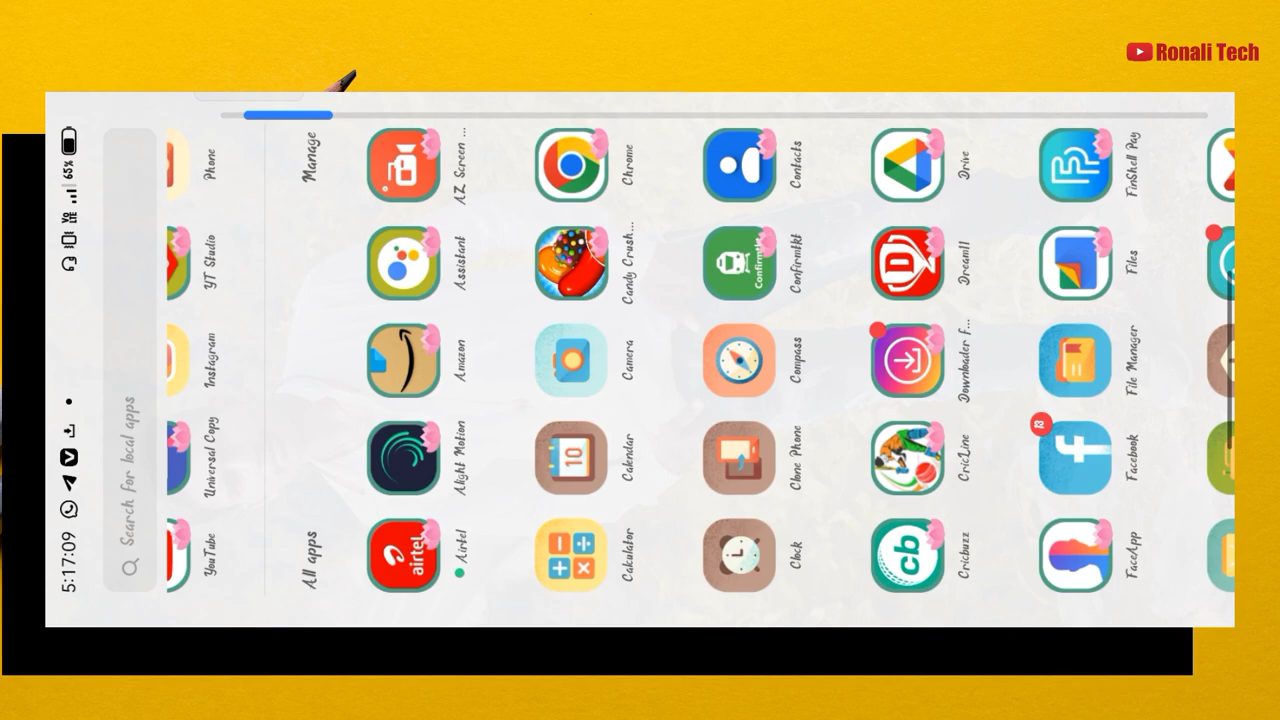 Ronali Tech
5:17:09 65%
Search for local apps
YouTube Universal Copy Instagram YT Studio Phone
All apps Manage
Airtel Alight Motion Amazon Assistant AZ Screen ...
airtel
Calculator Calendar Camera Candy Crush... Chrome
10
Clock Clone Phone Compass Confirmtkt Contacts
Confirmtk
Cricbuzz CricLine Downloader f... Dream11 Drive
cb
FaceApp Facebook File Manager Files FinShell Pay